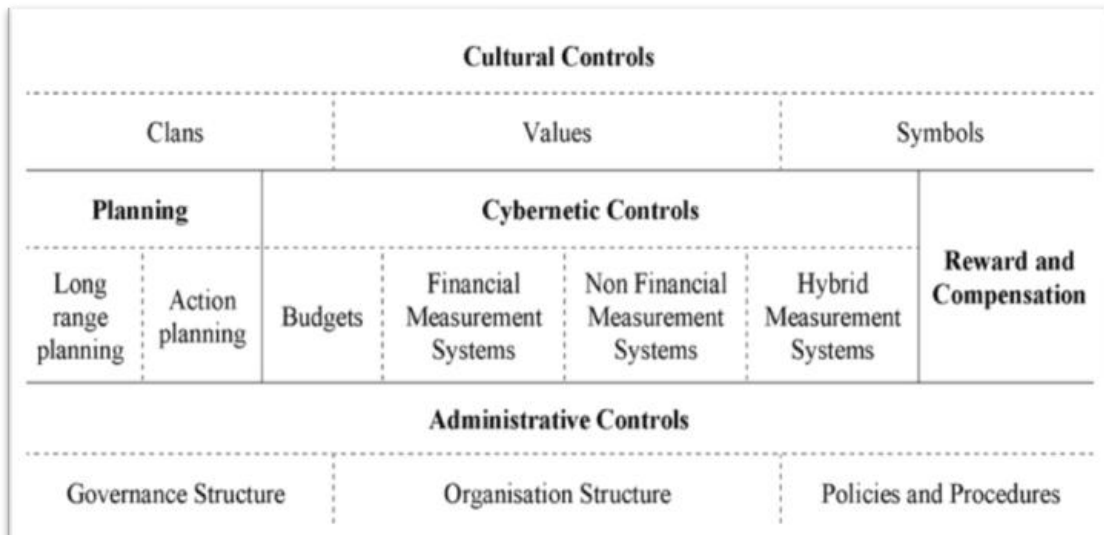 Cultural Controls
Clans
Values
Symbols
Planning
Cybernetic Controls
Reward and
Compensation
Long
range
planning
Action
planning
Budgets
Financial
Measurement
Systems
Non Financial
Measurement
Systems
Hybrid
Measurement
Systems
Administrative Controls
Governance Structure
Organisation Structure
Policies and Procedures